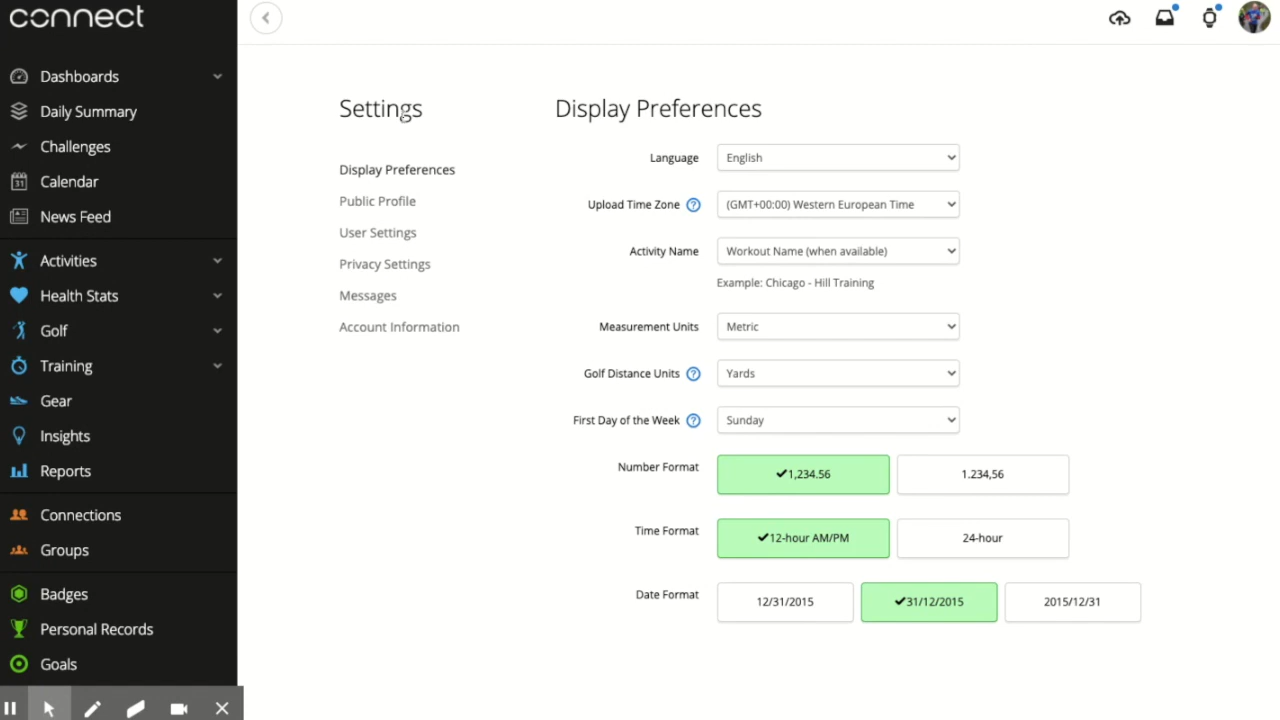 connect
Dashboards
Daily Summary
Challenges
31
Calendar
News Feed
Activities
Health Stats
Golf
Training
Gear
Insights
Reports
Connections
Groups
Badges
Personal Records
Goals
Settings
Display Preferences
Public Profile
User Settings
Privacy Settings
Messages
Account Information
Display Preferences
Language English
Upload Time Zone ? (GMT+00:00) Western European Time
Activity Name Workout Name (when available)
Example: Chicago - Hill Training
Measurement Units Metric
Golf Distance Units ? Yards
First Day of the Week ? Sunday
Number Format 1,234.56 1.234,56
Time Format 12-hour AM/PM 24-hour
Date Format 12/31/2015 31/12/2015 2015/12/31